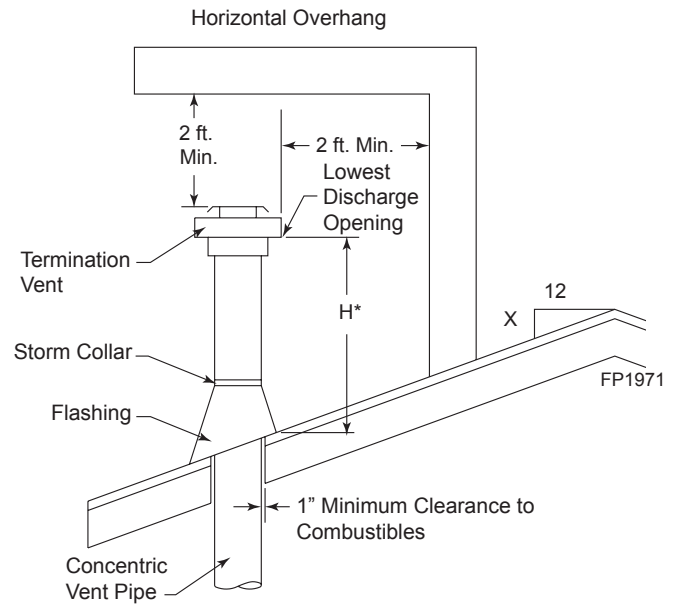 Horizontal Overhang
2 ft.
Min.
2 ft. Min.
Lowest
Discharge
Opening
Termination
Vent
H*
12
X
Storm Collar
FP1971
Flashing
1” Minimum Clearance to
Combustibles
Concentric
Vent Pipe